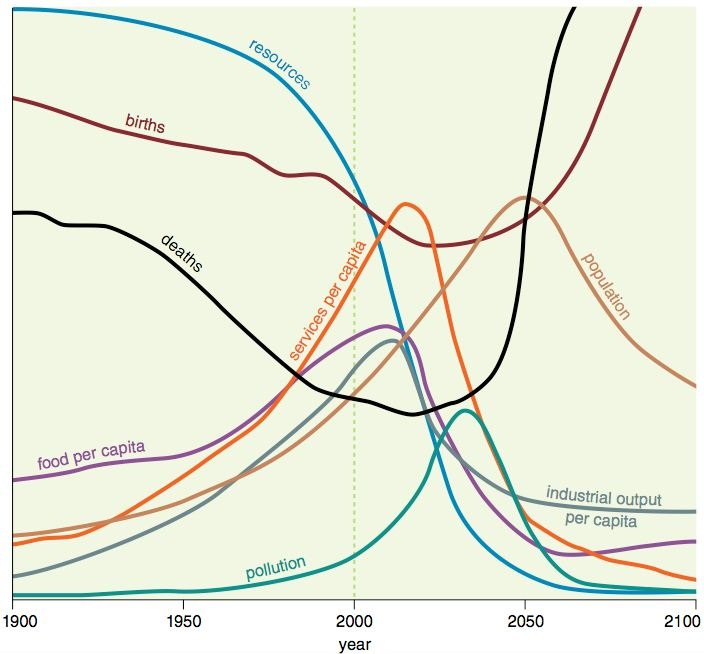 resources
births
deaths
services per capita
population
food per capita
industrial output
per capita
pollution
1900
1950
2000
2050
2100
year